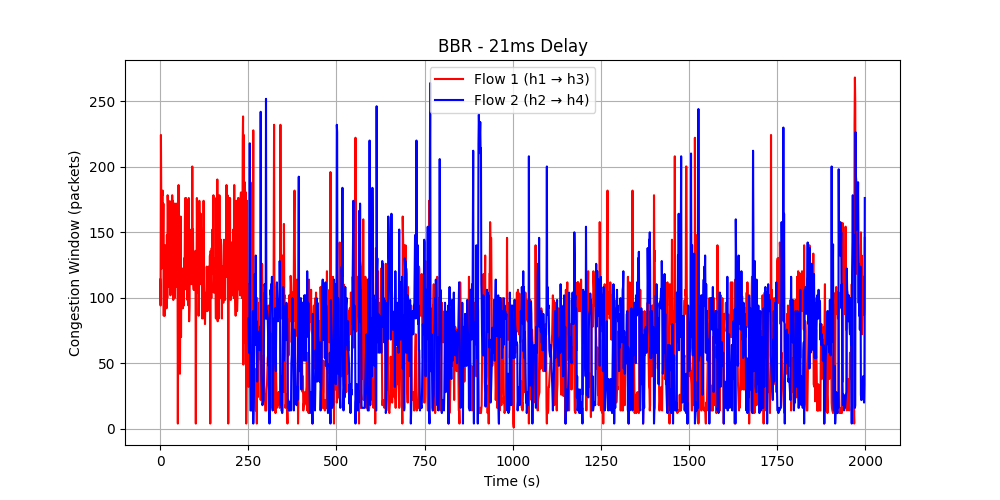 BBR - 21ms Delay
Flow 1 (h1 → h3)
Flow 2 (h2 → h4)
Congestion Window (packets)
250
200
150
100
50
0
0 250 500 750 1000 1250 1500 1750 2000
Time (s)